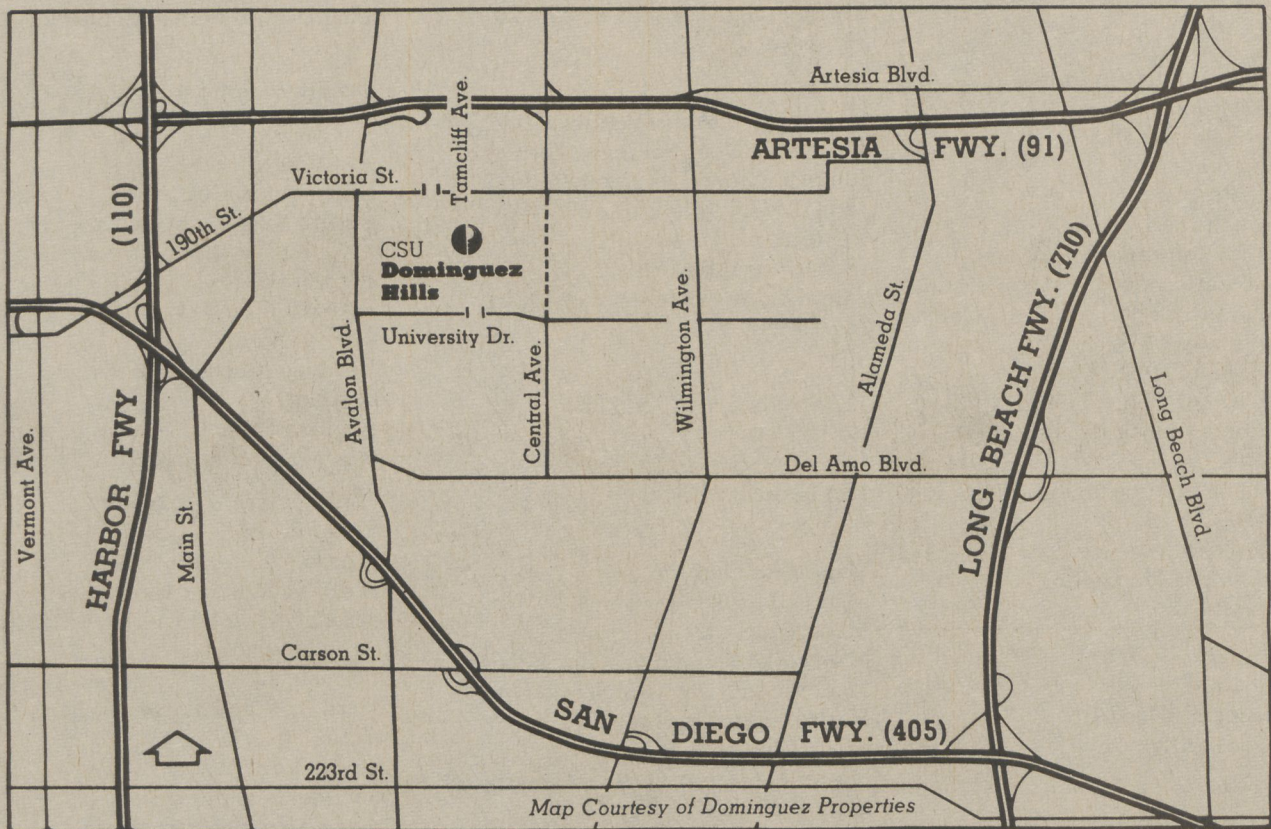 Artesia Blvd.
Tamcliff Ave.
ARTESIA FWY. (91)
Victoria St.
(110)
190th St.
CSU
Dominguez
Hills
University Dr.
Avalon Blvd.
Central Ave.
Wilmington Ave.
Alameda St.
LONG BEACH FWY. (710)
Long Beach Blvd.
Vermont Ave.
HARBOR FWY
Main St.
Del Amo Blvd.
Carson St.
SAN DIEGO FWY. (405)
223rd St.
Map Courtesy of Dominguez Properties